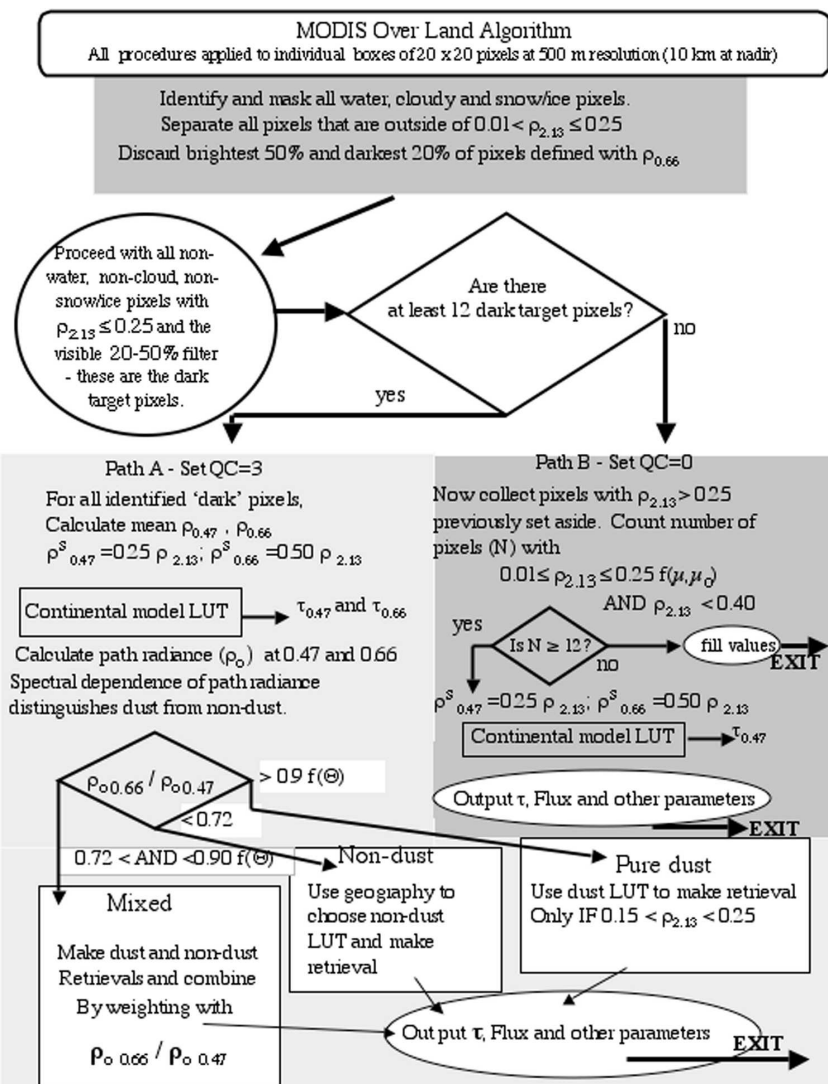 MODIS Over Land Algorithm
All procedures applied to individual boxes of 20 x 20 pixels at 500 m resolution (10 km at nadir)
Identify and mask all water, cloudy and snow/ice pixels.
Separate all pixels that are outside of 0.01 < ρ2.13 ≤ 0.25
Discard brightest 50% and darkest 20% of pixels defined with ρ0.66
Proceed with all non-
water, non-cloud, non-
snow/ice pixels with
ρ2.13 ≤ 0.25 and the
visible 20-50% filter
- these are the dark
target pixels.
Are there
at least 12 dark target pixels?
no
yes
Path A - Set QC=3
For all identified ‘dark’ pixels,
Calculate mean ρ0.47 , ρ0.66
ρS0.47 =0.25 ρ 2.13; ρS0.66 =0.50 ρ 2.13
Continental model LUT
τ0.47 and τ0.66
Calculate path radiance (ρo) at 0.47 and 0.66
Spectral dependence of path radiance
distinguishes dust from non-dust.
ρo0.66 / ρo0.47
> 0.9 f(Θ)
<0.72
0.72 < AND <0.90 f(Θ)
Path B - Set QC=0
Now collect pixels with ρ2.13 > 0.25
previously set aside. Count number of
pixels (N) with
0.01≤ ρ2.13 ≤ 0.25 f(μ,μo)
AND ρ2.13 < 0.40
yes
Is N ≥ 12?
no
fill values
EXIT
ρS0.47 =0.25 ρ 2.13; ρS0.66 =0.50 ρ 2.13
Continental model LUT
τ0.47
Output τ, Flux and other parameters
EXIT
Mixed
Make dust and non-dust
Retrievals and combine
By weighting with
ρo 0.66 / ρo 0.47
Non-dust
Use geography to
choose non-dust
LUT and make
retrieval
Pure dust
Use dust LUT to make retrieval
Only IF 0.15 < ρ2.13 < 0.25
Output τ, Flux and other parameters
EXIT